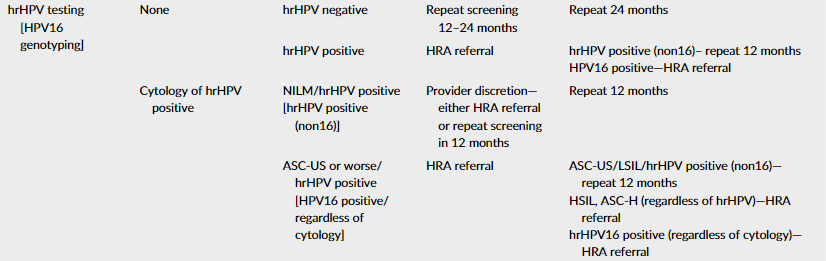 hrHPV testing None hrHPV negative Repeat screening Repeat 24 months
[HPV16 12–24 months
genotyping]
hrHPV positive HRA referral hrHPV positive (non16)– repeat 12 months
HPV16 positive—HRA referral
Cytology of hrHPV NILM/hrHPV positive Provider discretion— Repeat 12 months
positive [hrHPV positive either HRA referral
(non16)] or repeat screening
in 12 months
ASC-US or worse/ HRA referral ASC-US/LSIL/hrHPV positive (non16)—
hrHPV positive repeat 12 months
[HPV16 positive/ HSIL, ASC-H (regardless of hrHPV)—HRA
regardless of referral
cytology] hrHPV16 positive (regardless of cytology)—
HRA referral